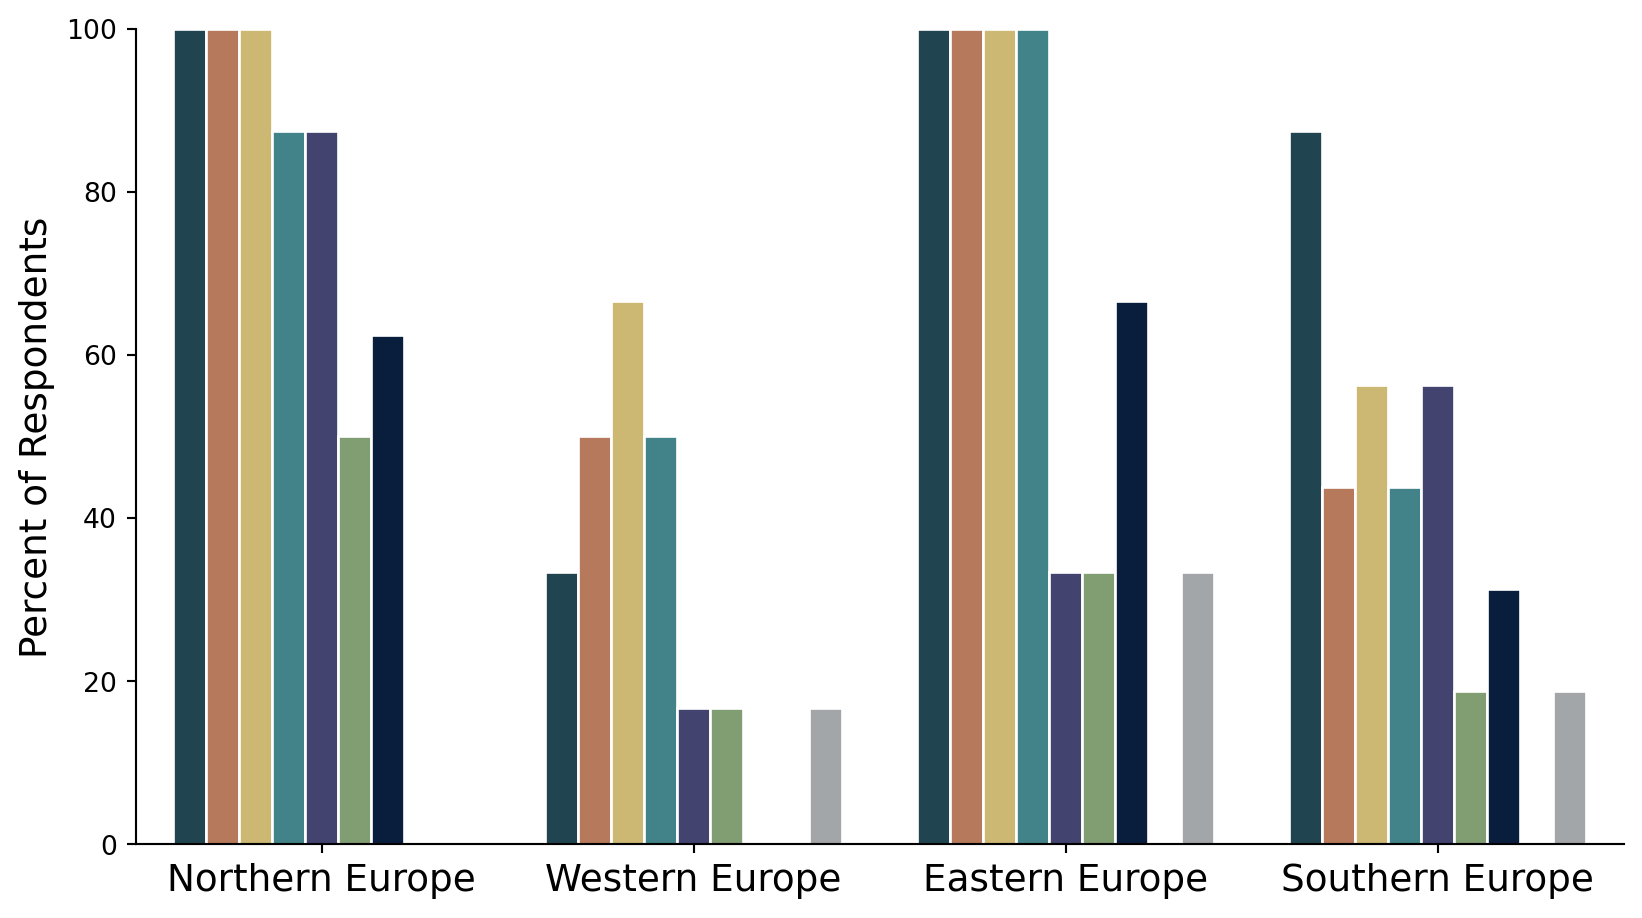 Percent of Respondents
100
80
60
40
20
0
Northern Europe
Western Europe
Eastern Europe
Southern Europe